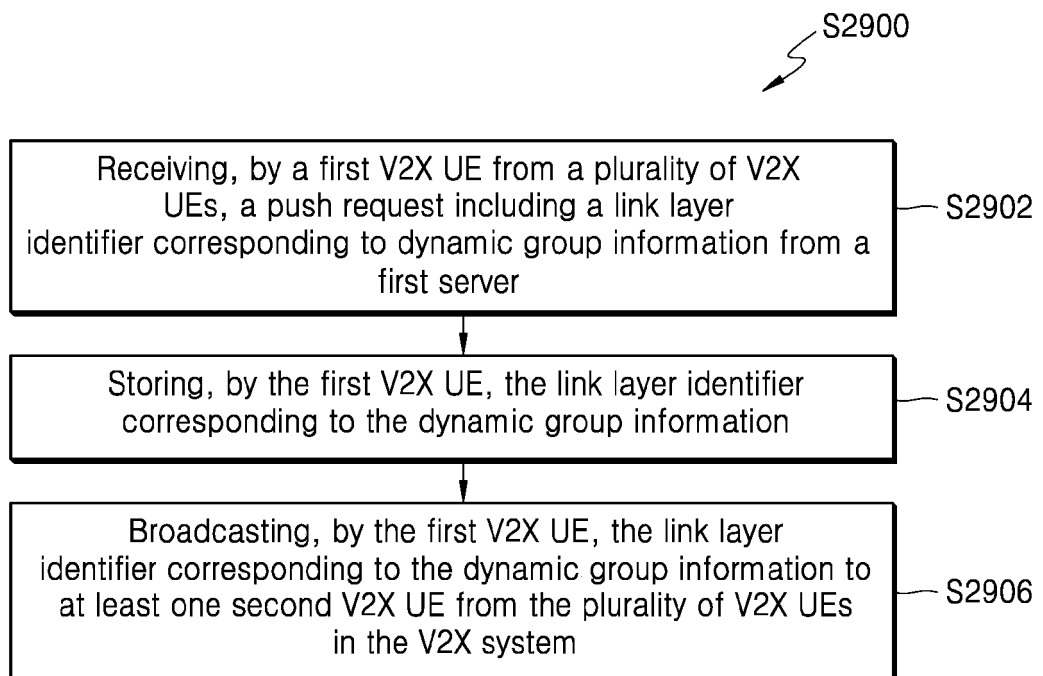 S2900
Receiving, by a first V2X UE from a plurality of V2X
UEs, a push request including a link layer
identifier corresponding to dynamic group information from a
first server
S2902
Storing, by the first V2X UE, the link layer identifier
corresponding to the dynamic group information
S2904
Broadcasting, by the first V2X UE, the link layer
identifier corresponding to the dynamic group information to
at least one second V2X UE from the plurality of V2X UEs
in the V2X system
S2906